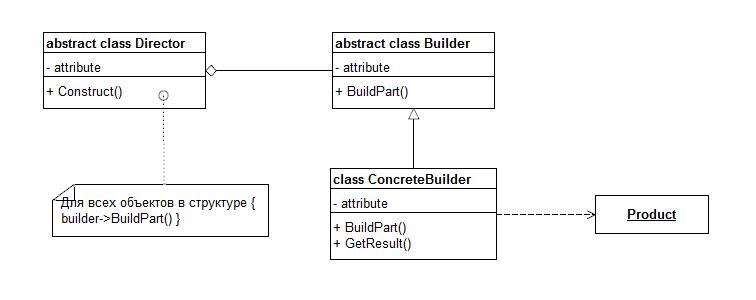 abstract class Director
- attribute
+ Construct()
abstract class Builder
- attribute
+ BuildPart()
Для всех объектов в структуре {
builder->BuildPart() }
class ConcreteBuilder
- attribute
+ BuildPart()
+ GetResult()
Product